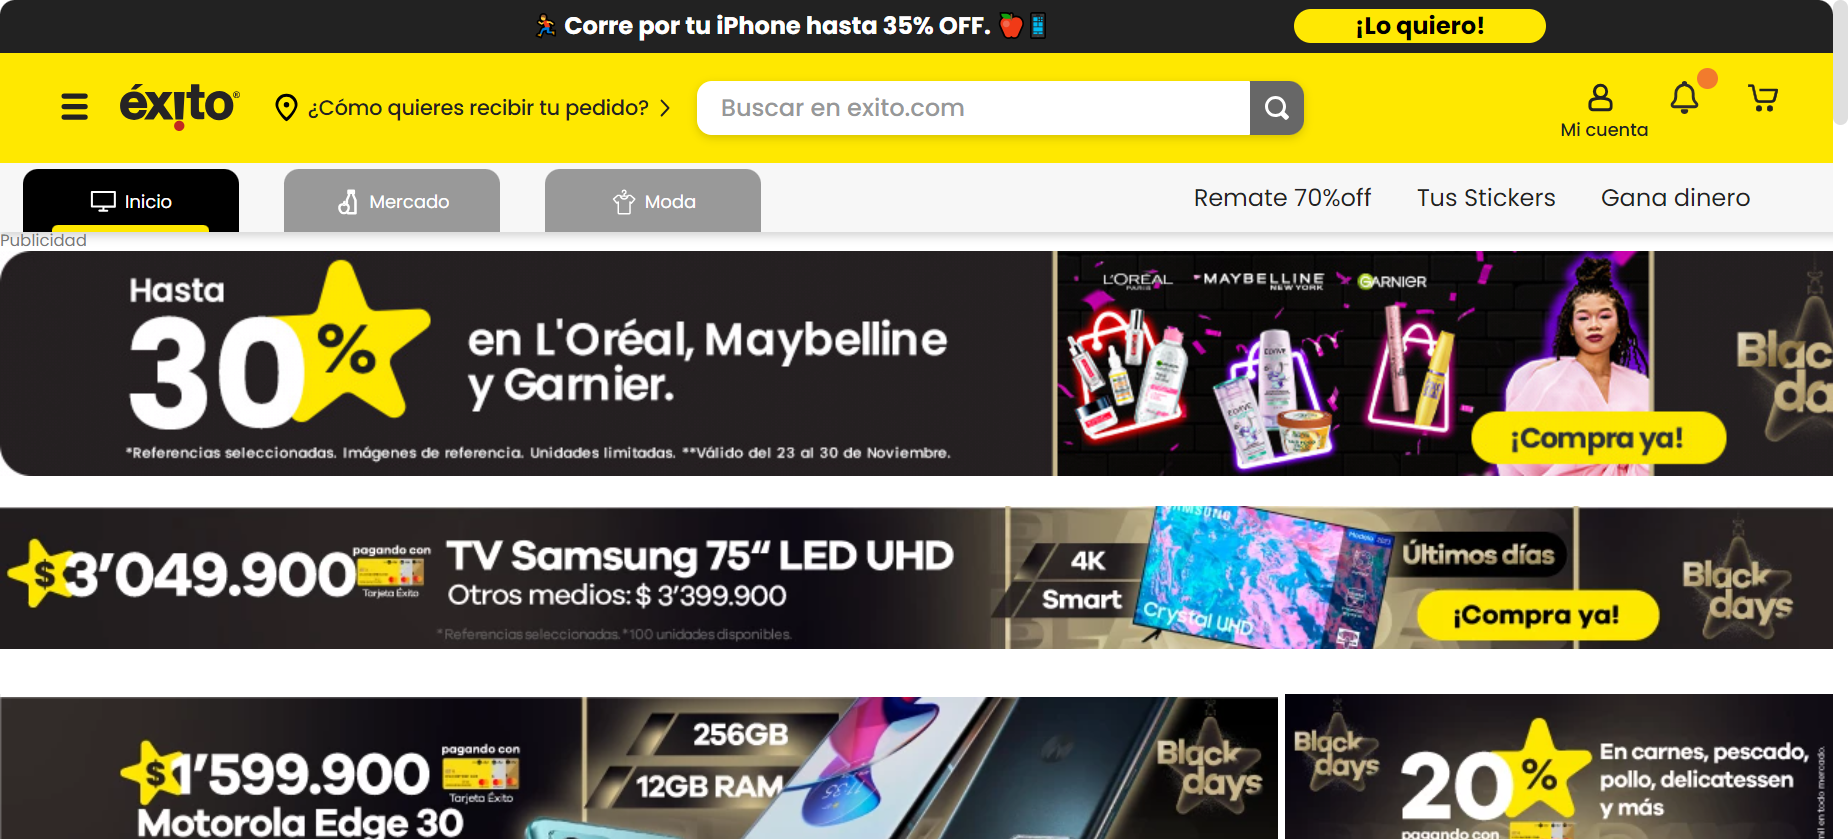 Corre por tu iPhone hasta 35% OFF.
¡Lo quiero!
éxito
¿Cómo quieres recibir tu pedido?
Buscar en exito.com
Mi cuenta
Inicio
Mercado
Moda
Remate 70%off
Tus Stickers
Gana dinero
Publicidad
Hasta
30%
en L'Oréal, Maybelline
y Garnier.
*Referencias seleccionadas. Imágenes de referencia. Unidades limitadas. **Válido del 23 al 30 de Noviembre.
L'ORÉAL
PARIS
MAYBELLINE
NEW YORK
GARNIER
¡Compra ya!
Blac
da
$3'049.900
pagando con
Tarjeta Éxito
TV Samsung 75“ LED UHD
Otros medios: $ 3'399.900
*Referencias seleccionadas. *100 unidades disponibles.
4K
Smart
SAMSUNG
Crystal UHD
Modelo 2023
Últimos días
¡Compra ya!
Black
days
$1'599.900
pagando con
Tarjeta Éxito
Motorola Edge 30
256GB
12GB RAM
11:35
Black
days
Black
days
20%
En carnes, pescado,
pollo, delicatessen
y más
pagando con